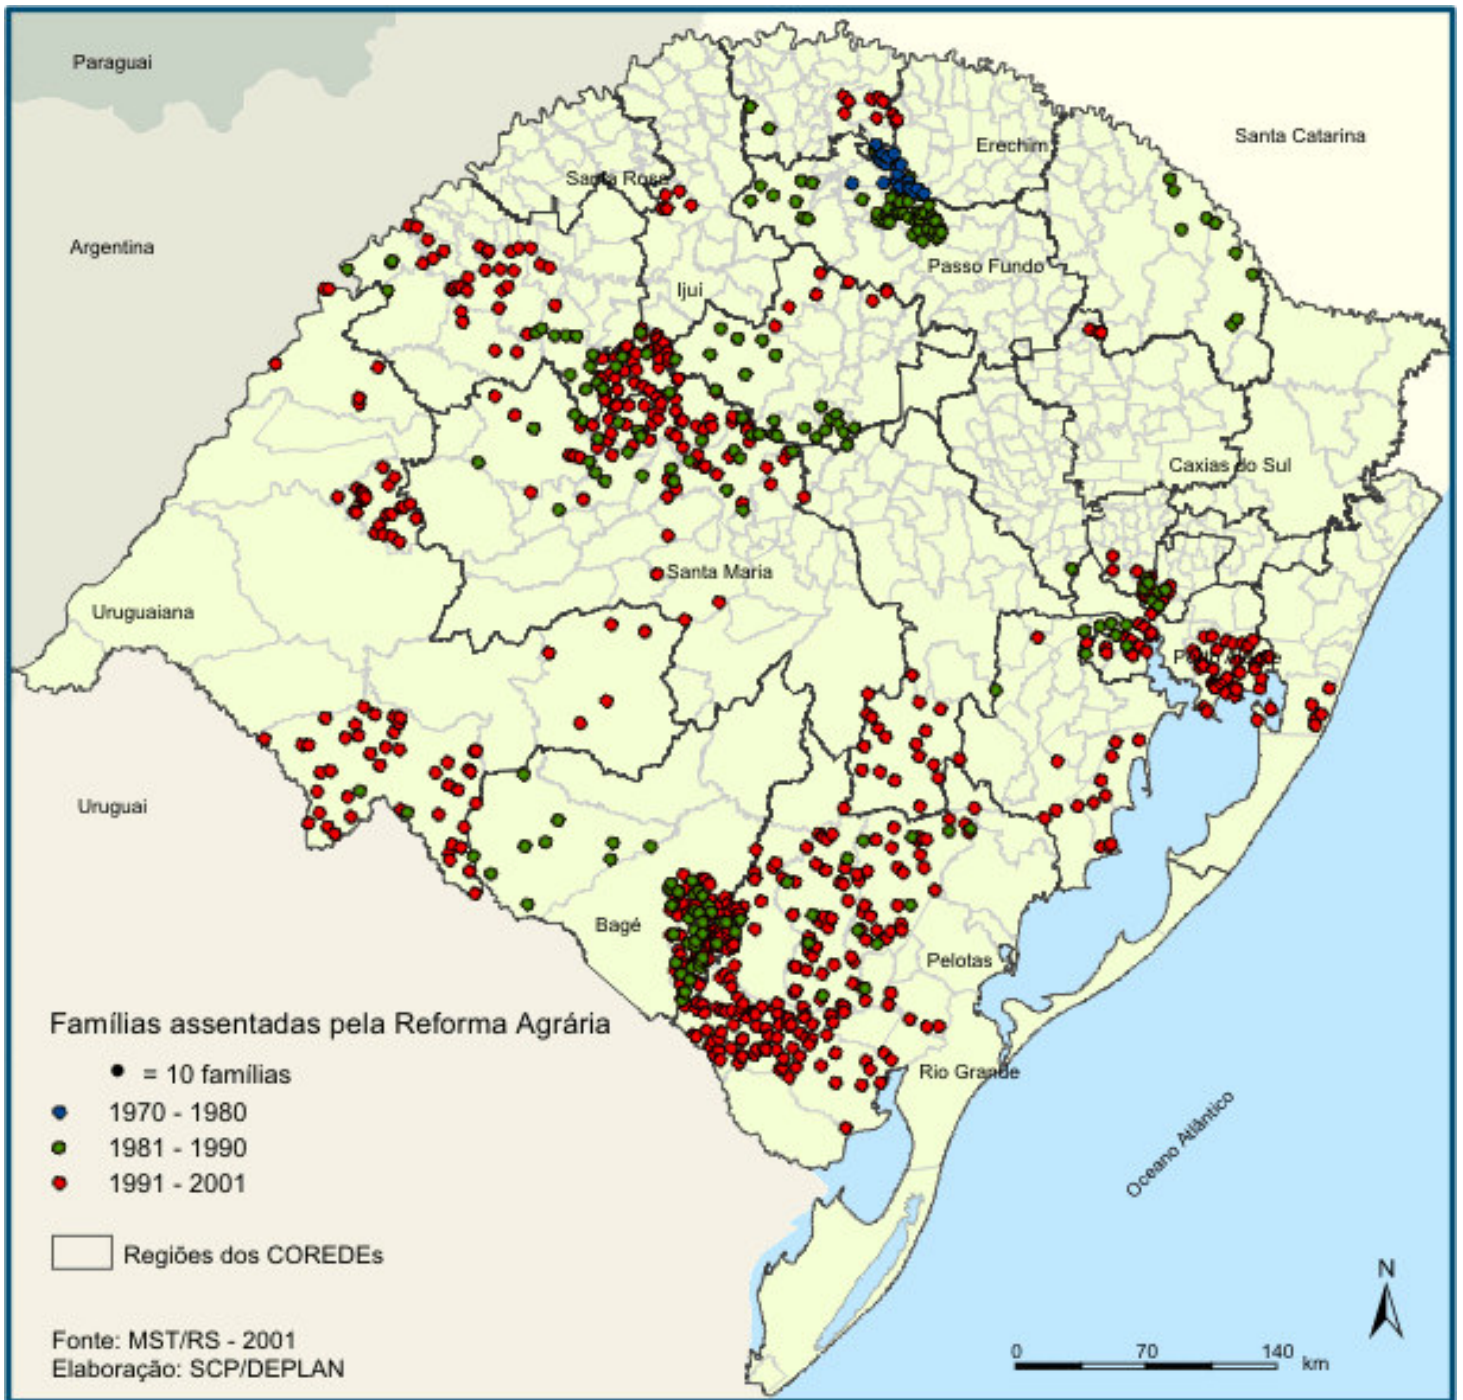 Paraguai
Santa Catarina
Erechim
Santa Rosa
Argentina
Passo Fundo
Ijuí
Caxias do Sul
Santa Maria
Uruguaiana
Porto Alegre
Uruguai
Bagé
Pelotas
Rio Grande
Oceano Atlântico
Famílias assentadas pela Reforma Agrária
= 10 famílias
1970 - 1980
1981 - 1990
1991 - 2001
Regiões dos COREDEs
Fonte: MST/RS - 2001
Elaboração: SCP/DEPLAN
N
0 70 140 km